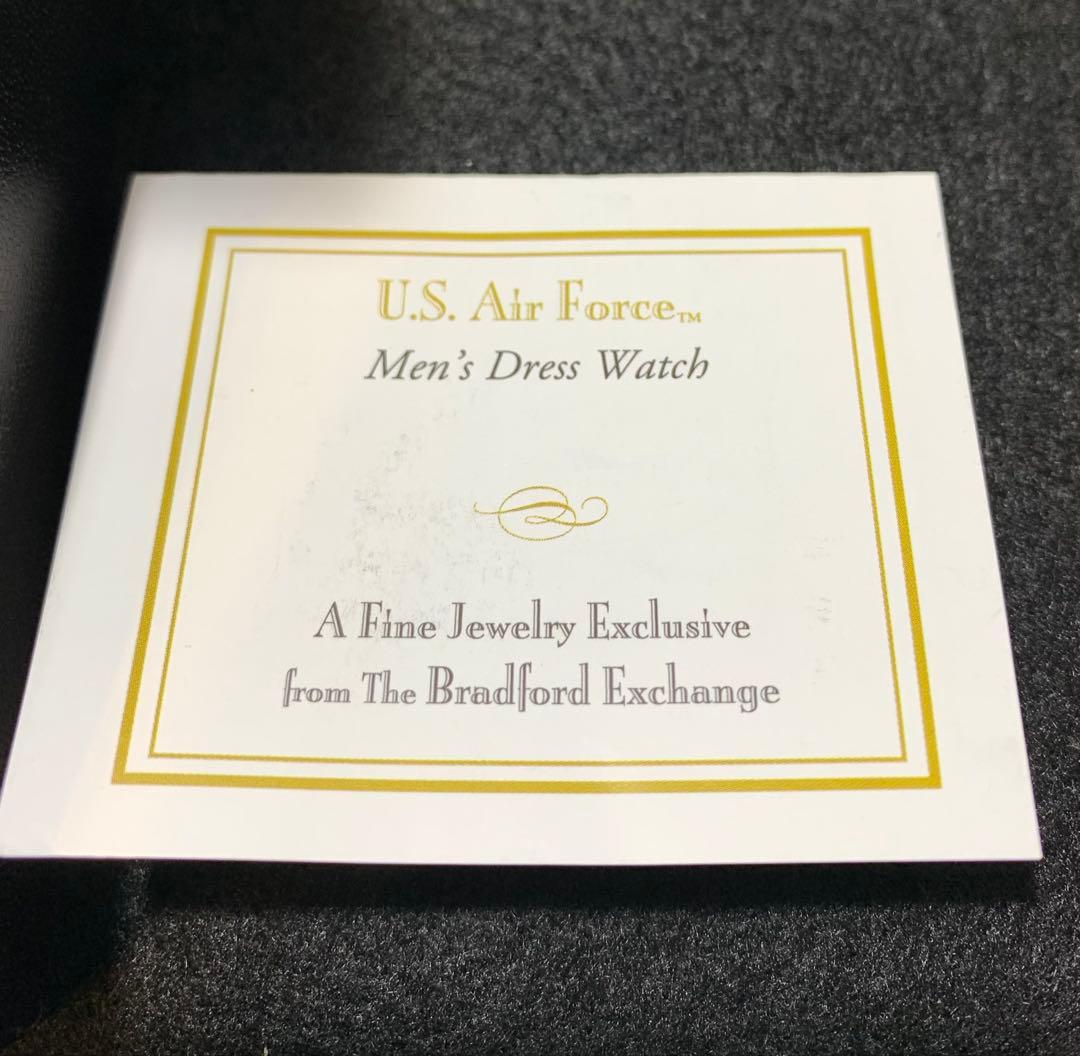 U.S. Air Force™
Men's Dress Watch
A Fine Jewelry Exclusive
from The Bradford Exchange